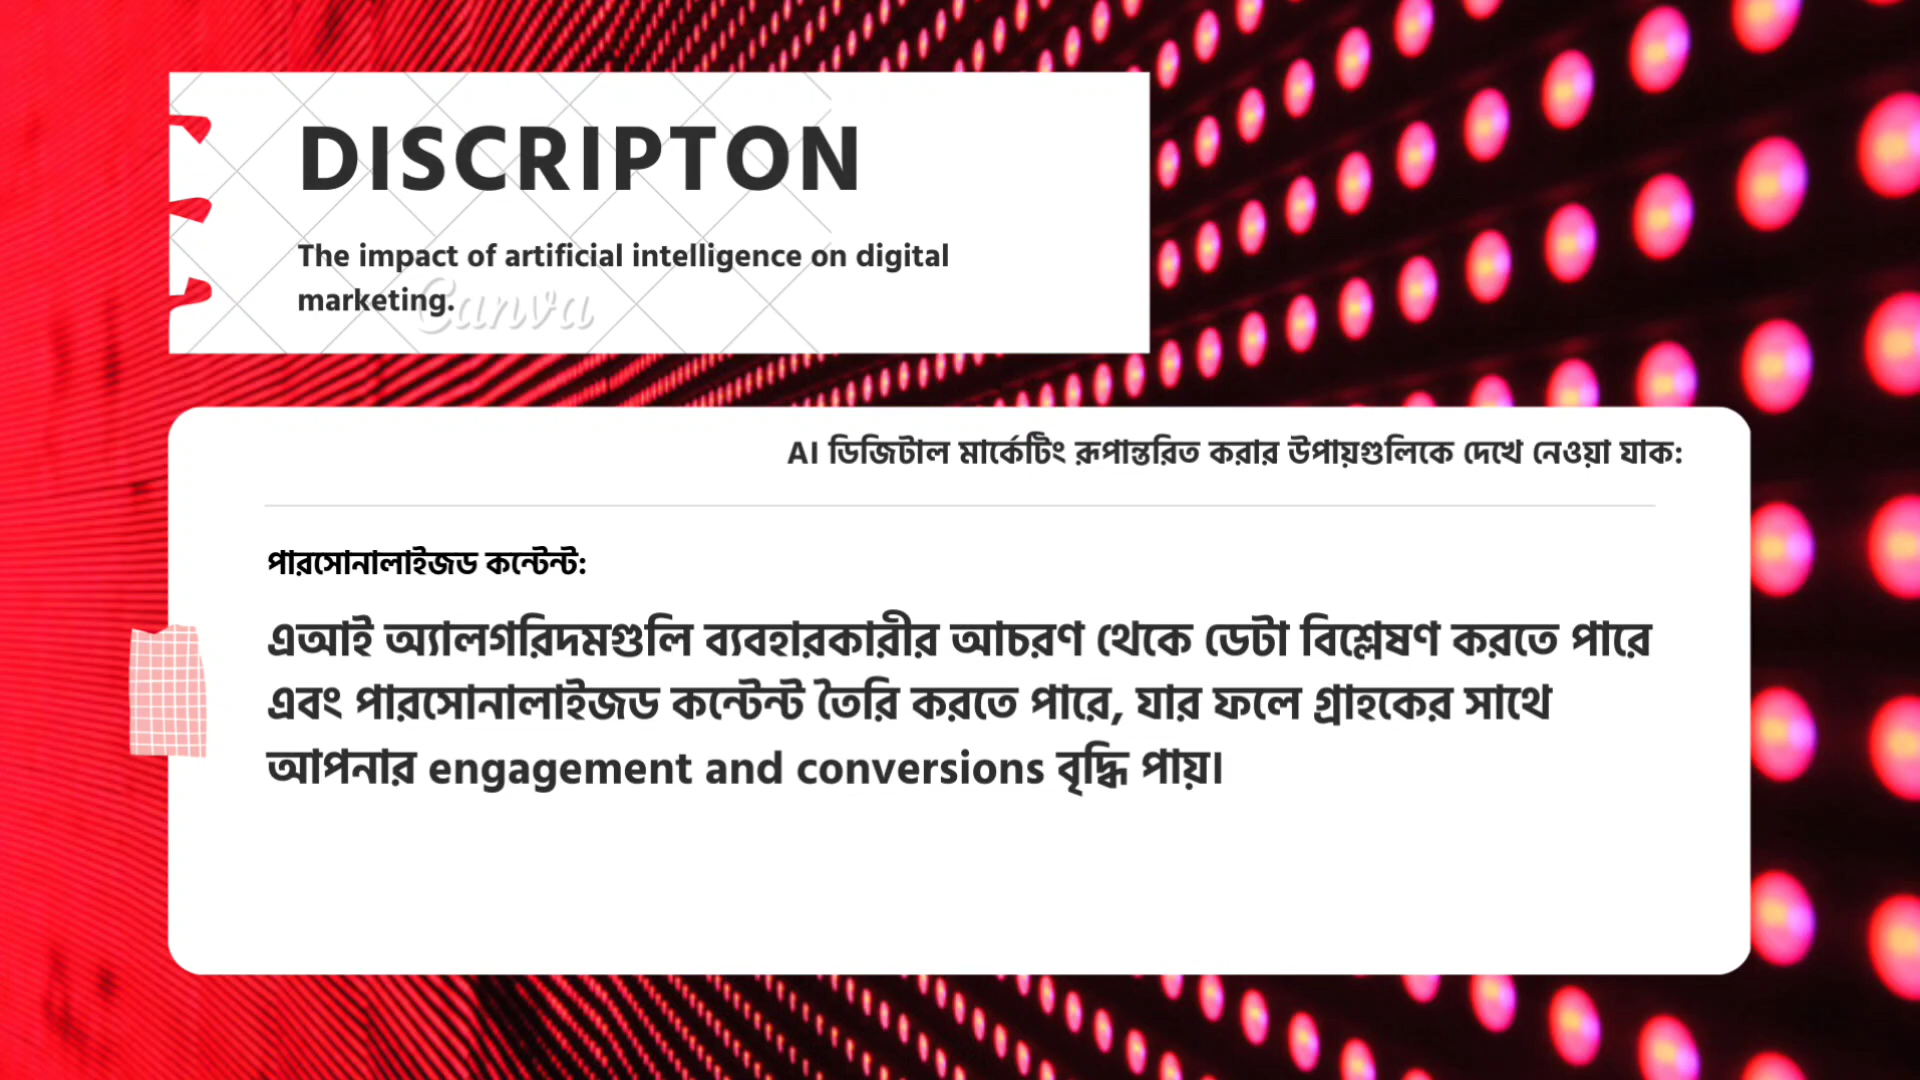 DISCRIPTON
The impact of artificial intelligence on digital
marketing.
Canva
AI ডিজিটাল মার্কেটিং রূপান্তরিত করার উপায়গুলিকে দেখে নেওয়া যাক:
পারসোনালাইজড কন্টেন্ট:
এআই অ্যালগরিদমগুলি ব্যবহারকারীর আচরণ থেকে ডেটা বিশ্লেষণ করতে পারে
এবং পারসোনালাইজড কন্টেন্ট তৈরি করতে পারে, যার ফলে গ্রাহকের সাথে
আপনার engagement and conversions বৃদ্ধি পায়।